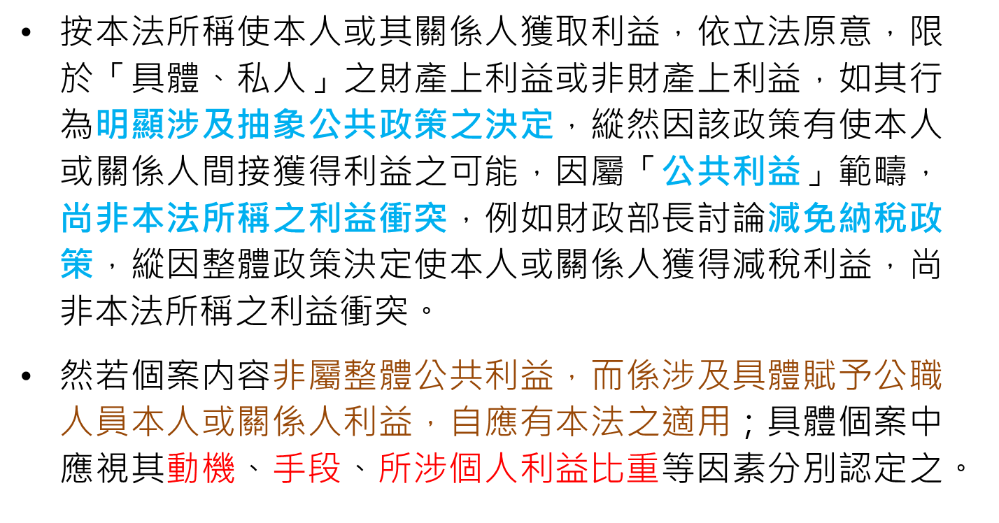 • 按本法所稱使本人或其關係人獲取利益，依立法原意，限
於「具體、私人」之財產上利益或非財產上利益，如其行
為明顯涉及抽象公共政策之決定，縱然因該政策有使本人
或關係人間接獲得利益之可能，因屬「公共利益」範疇，
尚非本法所稱之利益衝突，例如財政部長討論減免納稅政
策，縱因整體政策決定使本人或關係人獲得減稅利益，尚
非本法所稱之利益衝突。
• 然若個案內容非屬整體公共利益，而係涉及具體賦予公職
人員本人或關係人利益，自應有本法之適用；具體個案中
應視其動機、手段、所涉個人利益比重等因素分別認定之。